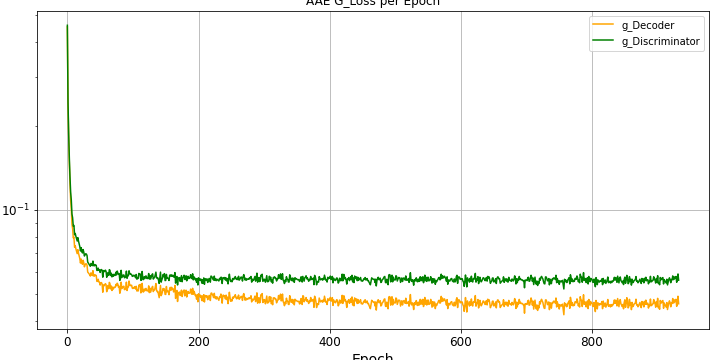 AAE G_Loss per Epoch
g_Decoder
g_Discriminator
10⁻¹
0
200
400
600
800
Epoch